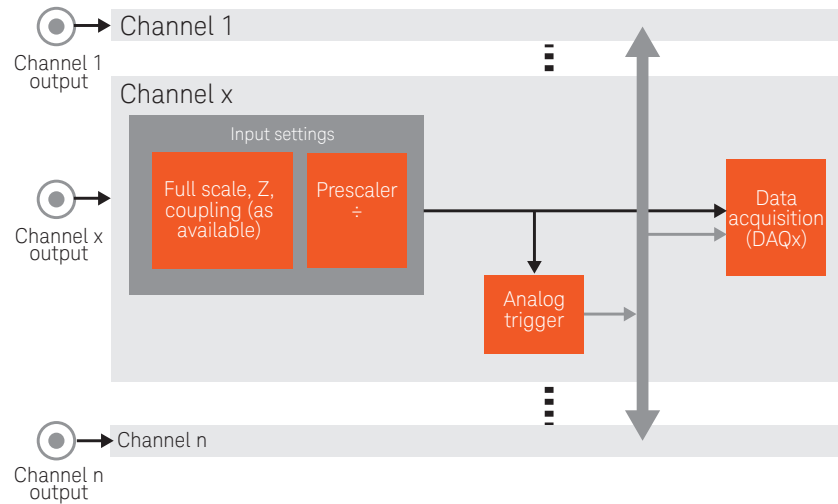 Channel 1
Channel 1
output
Channel x
Input settings
Full scale, Z,
coupling (as
available)
Prescaler
÷
Data
acquisition
(DAQx)
Channel x
output
Analog
trigger
Channel n
Channel n
output